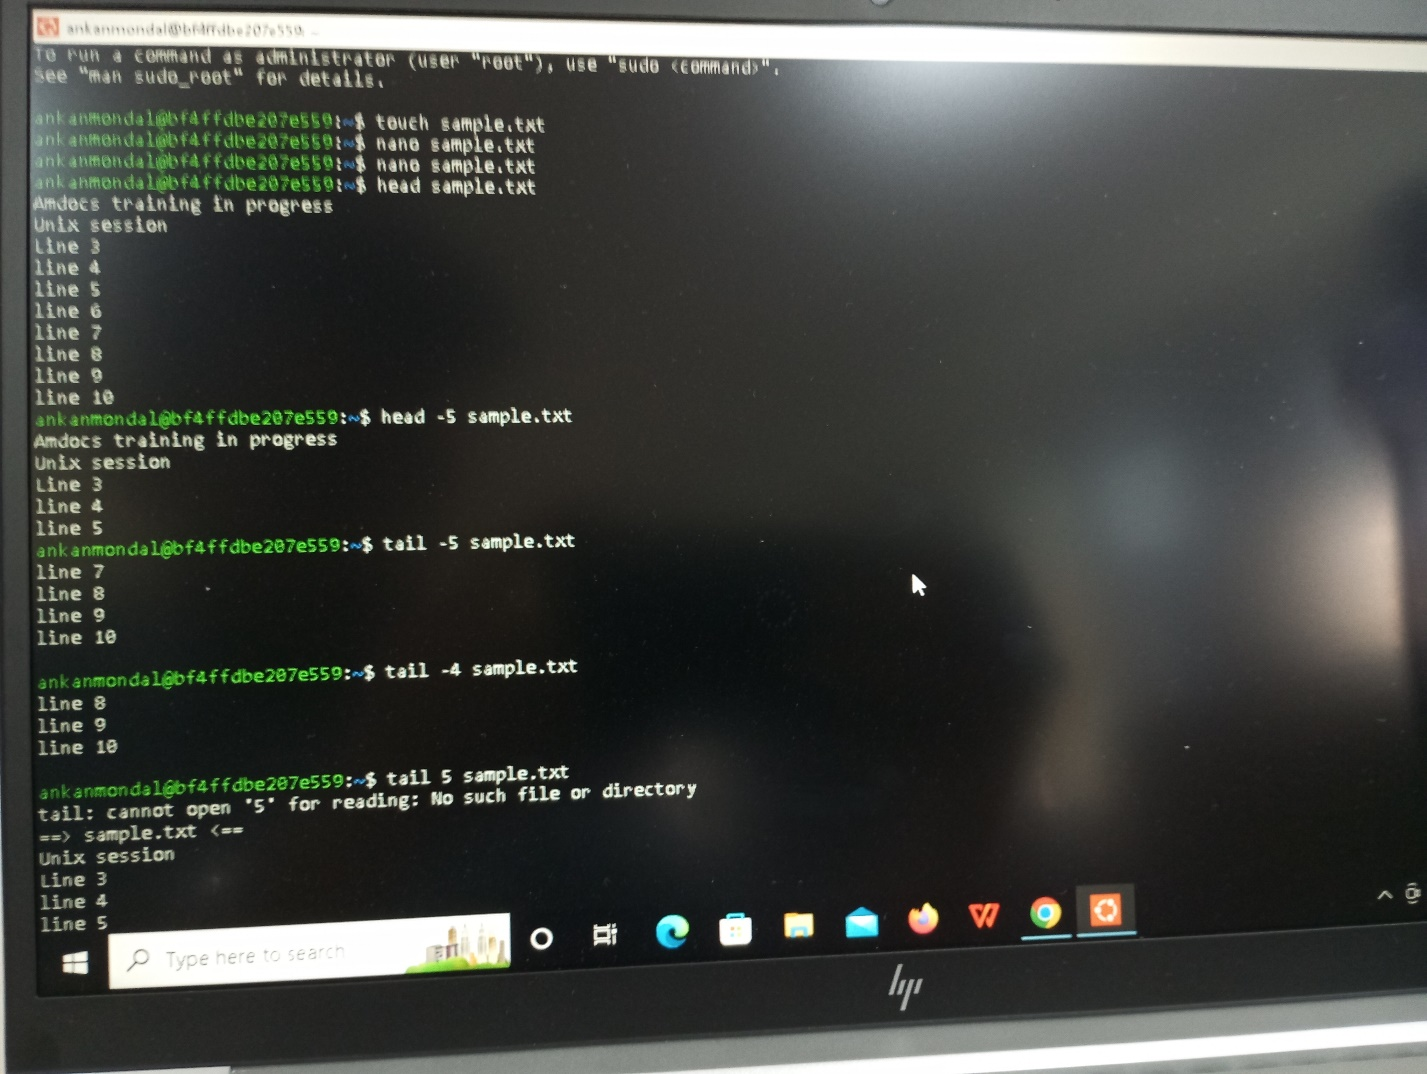 ankanmondal@bf4ffdbe207e559: ~
To run a command as administrator (user "root"), use "sudo <command>".
See "man sudo_root" for details.
ankanmondal@bf4ffdbe207e559:~$ touch sample.txt
ankanmondal@bf4ffdbe207e559:~$ nano sample.txt
ankanmondal@bf4ffdbe207e559:~$ nano sample.txt
ankanmondal@bf4ffdbe207e559:~$ head sample.txt
Amdocs training in progress
Unix session
Line 3
line 4
line 5
line 6
line 7
line 8
line 9
line 10
ankanmondal@bf4ffdbe207e559:~$ head -5 sample.txt
Amdocs training in progress
Unix session
Line 3
line 4
line 5
ankanmondal@bf4ffdbe207e559:~$ tail -5 sample.txt
line 7
line 8
line 9
line 10
ankanmondal@bf4ffdbe207e559:~$ tail -4 sample.txt
line 8
line 9
line 10
ankanmondal@bf4ffdbe207e559:~$ tail 5 sample.txt
tail: cannot open '5' for reading: No such file or directory
==> sample.txt <==
Unix session
Line 3
line 4
line 5
Type here to search
hp